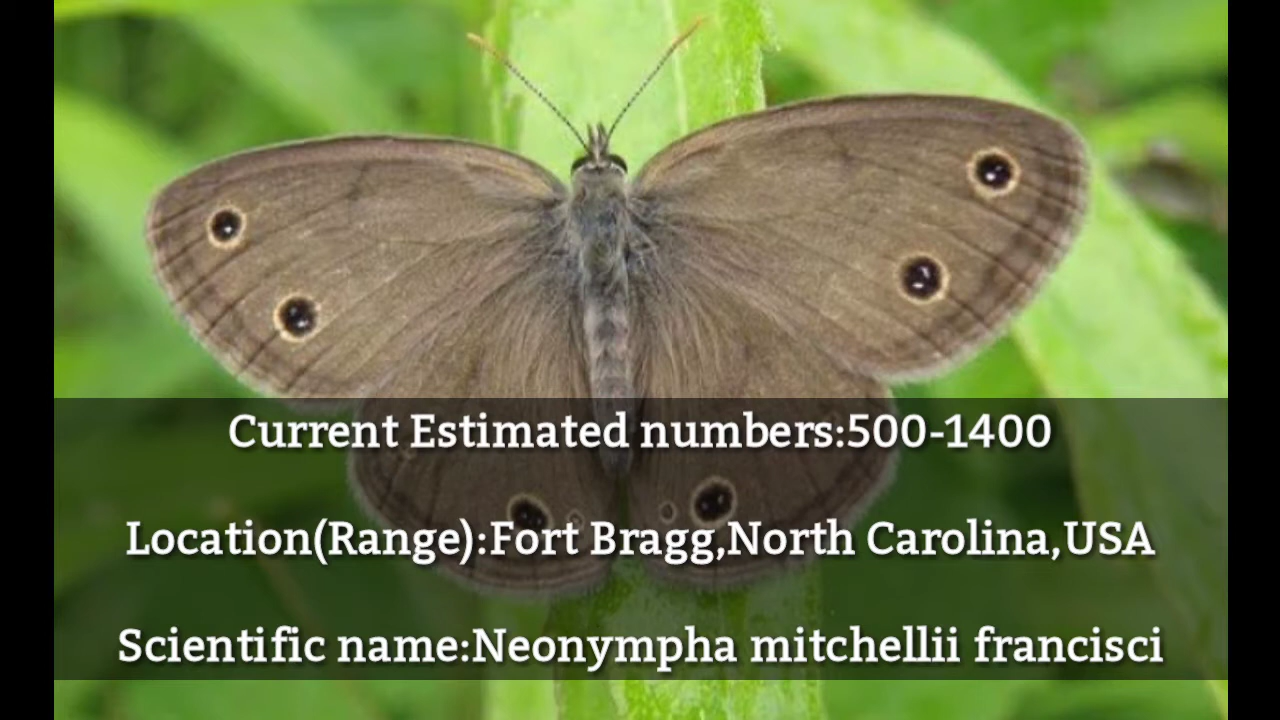 Current Estimated numbers:500-1400
Location(Range):Fort Bragg,North Carolina,USA
Scientific name:Neonympha mitchellii francisci